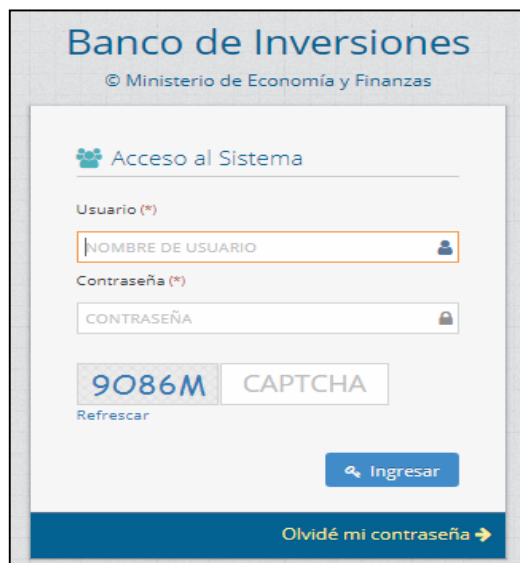 Banco de Inversiones
© Ministerio de Economía y Finanzas
Acceso al Sistema
Usuario (*)
NOMBRE DE USUARIO
Contraseña (*)
CONTRASEÑA
9086M CAPTCHA
Refrescar
Ingresar
Olvidé mi contraseña